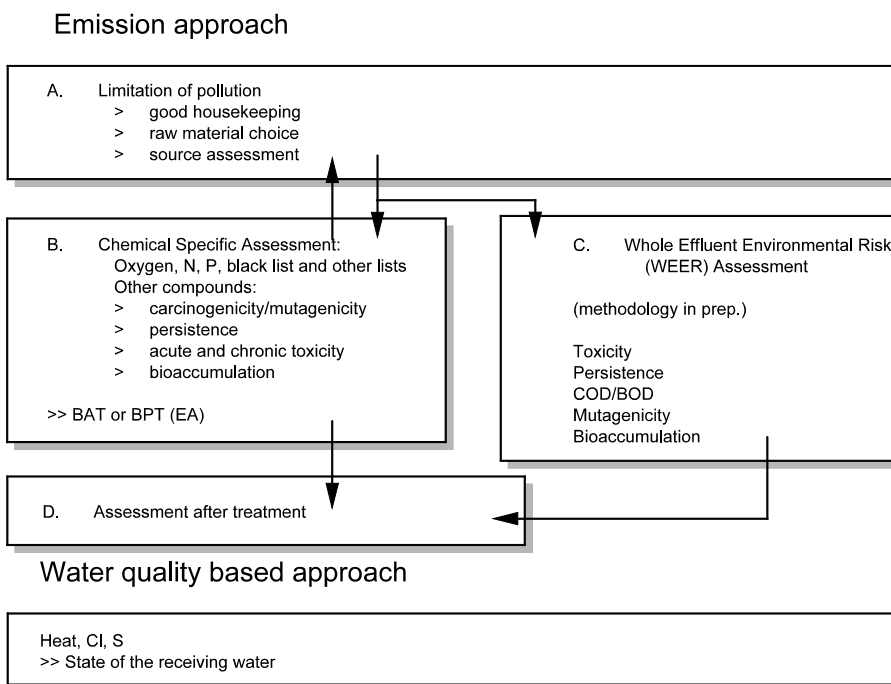 Emission approach
A. Limitation of pollution
> good housekeeping
> raw material choice
> source assessment
B. Chemical Specific Assessment:
Oxygen, N, P, black list and other lists
Other compounds:
> carcinogenicity/mutagenicity
> persistence
> acute and chronic toxicity
> bioaccumulation
>> BAT or BPT (EA)
C. Whole Effluent Environmental Risk
(WEER) Assessment
(methodology in prep.)
Toxicity
Persistence
COD/BOD
Mutagenicity
Bioaccumulation
D. Assessment after treatment
Water quality based approach
Heat, Cl, S
>> State of the receiving water